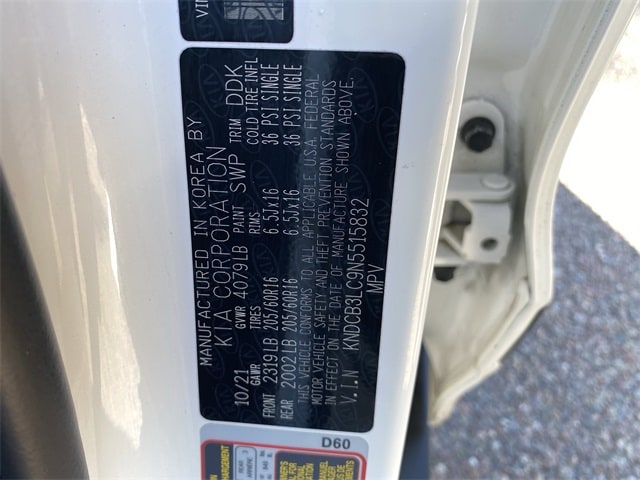 VIN
MANUFACTURED IN KOREA BY
KIA CORPORATION
10/21 GVWR 4079LB PAINT SWP TRIM DDK
GAWR TIRES RIMS COLD TIRE INFL
FRONT 2319LB 205/60R16 6.5JX16 36 PSI SINGLE
REAR 2002LB 205/60R16 6.5JX16 36 PSI SINGLE
THIS VEHICLE CONFORMS TO ALL APPLICABLE U.S.A. FEDERAL
MOTOR VEHICLE SAFETY AND THEFT PREVENTION STANDARDS
IN EFFECT ON THE DATE OF MANUFACTURE SHOWN ABOVE.
V.I.N KNDCB3LC9N5515832
MPV
D60